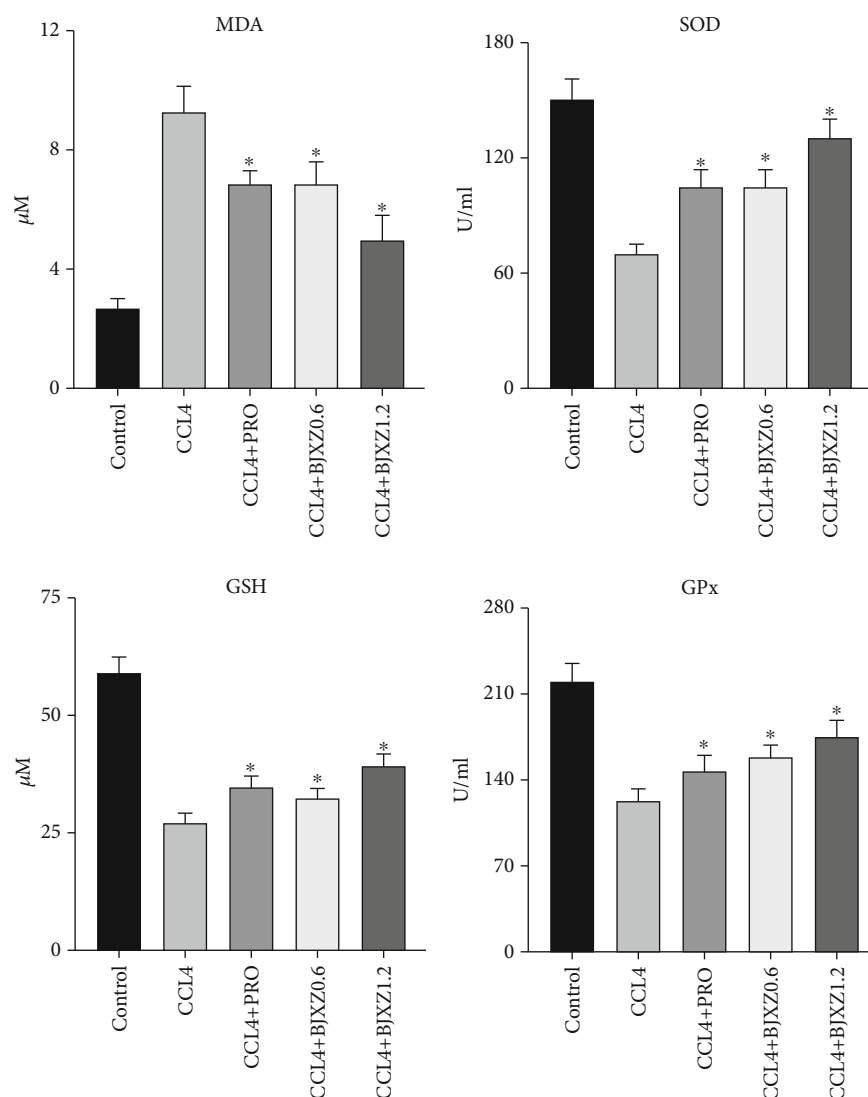 MDA
12
8
4
0
µM
*
*
*
Control
CCL4
CCL4+PRO
CCL4+BJXZ0.6
CCL4+BJXZ1.2
SOD
180
120
60
0
U/ml
*
*
*
Control
CCL4
CCL4+PRO
CCL4+BJXZ0.6
CCL4+BJXZ1.2
GSH
75
50
25
0
µM
*
*
*
Control
CCL4
CCL4+PRO
CCL4+BJXZ0.6
CCL4+BJXZ1.2
GPx
280
210
140
70
0
U/ml
*
*
*
Control
CCL4
CCL4+PRO
CCL4+BJXZ0.6
CCL4+BJXZ1.2